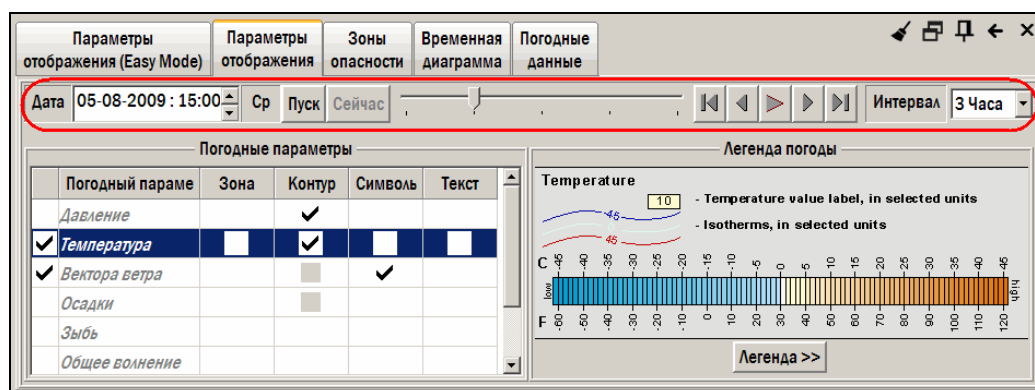 Параметры отображения (Easy Mode)
Параметры отображения
Зоны опасности
Временная диаграмма
Погодные данные
Дата 05-08-2009 : 15:00 Ср Пуск Сейчас Интервал 3 Часа
Погодные параметры
Погодный параме Зона Контур Символь Текст
Давление
Температура
Вектора ветра
Осадки
Зыбь
Общее волнение
Легенда погоды
Temperature
10 - Temperature value label, in selected units
-45
0
45
- Isotherms, in selected units
C -45 -40 -35 -30 -25 -20 -15 -10 -5 0 5 10 15 20 25 30 35 40 45
low high
F -60 -50 -40 -30 -20 -10 0 10 20 30 40 50 60 70 80 90 100 110 120
Легенда >>